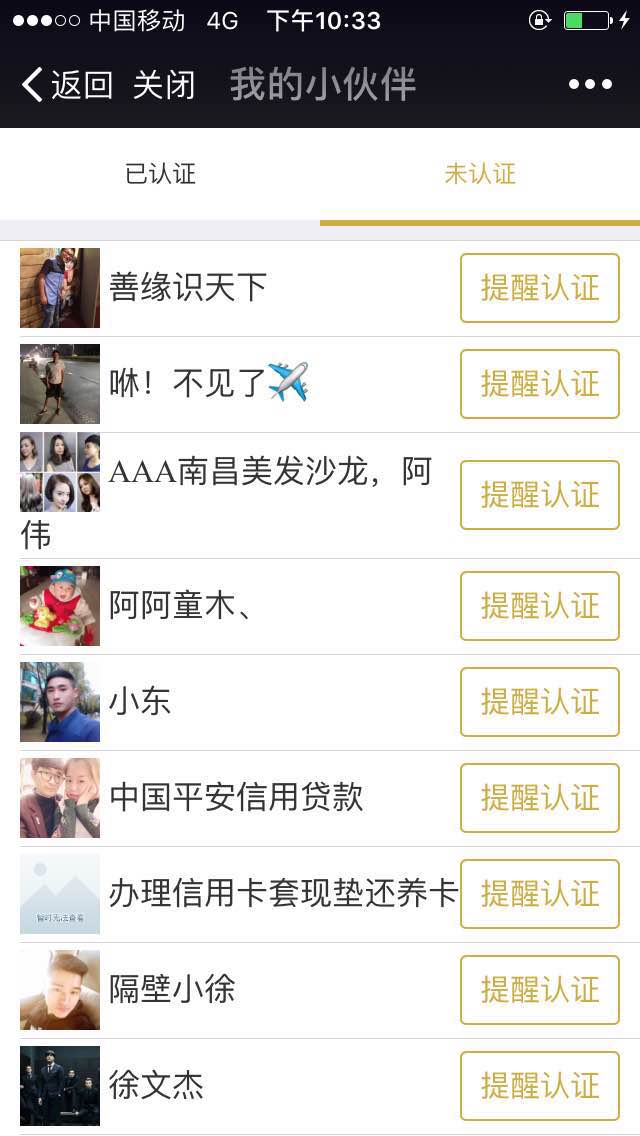 中国移动 4G 下午10:33
返回 关闭 我的小伙伴
已认证 未认证
善缘识天下 提醒认证
咻！不见了✈️ 提醒认证
AAA南昌美发沙龙，阿
伟 提醒认证
阿阿童木、 提醒认证
小东 提醒认证
中国平安信用贷款 提醒认证
办理信用卡套现垫还养卡 提醒认证
暂时无法查看
隔壁小徐 提醒认证
徐文杰 提醒认证